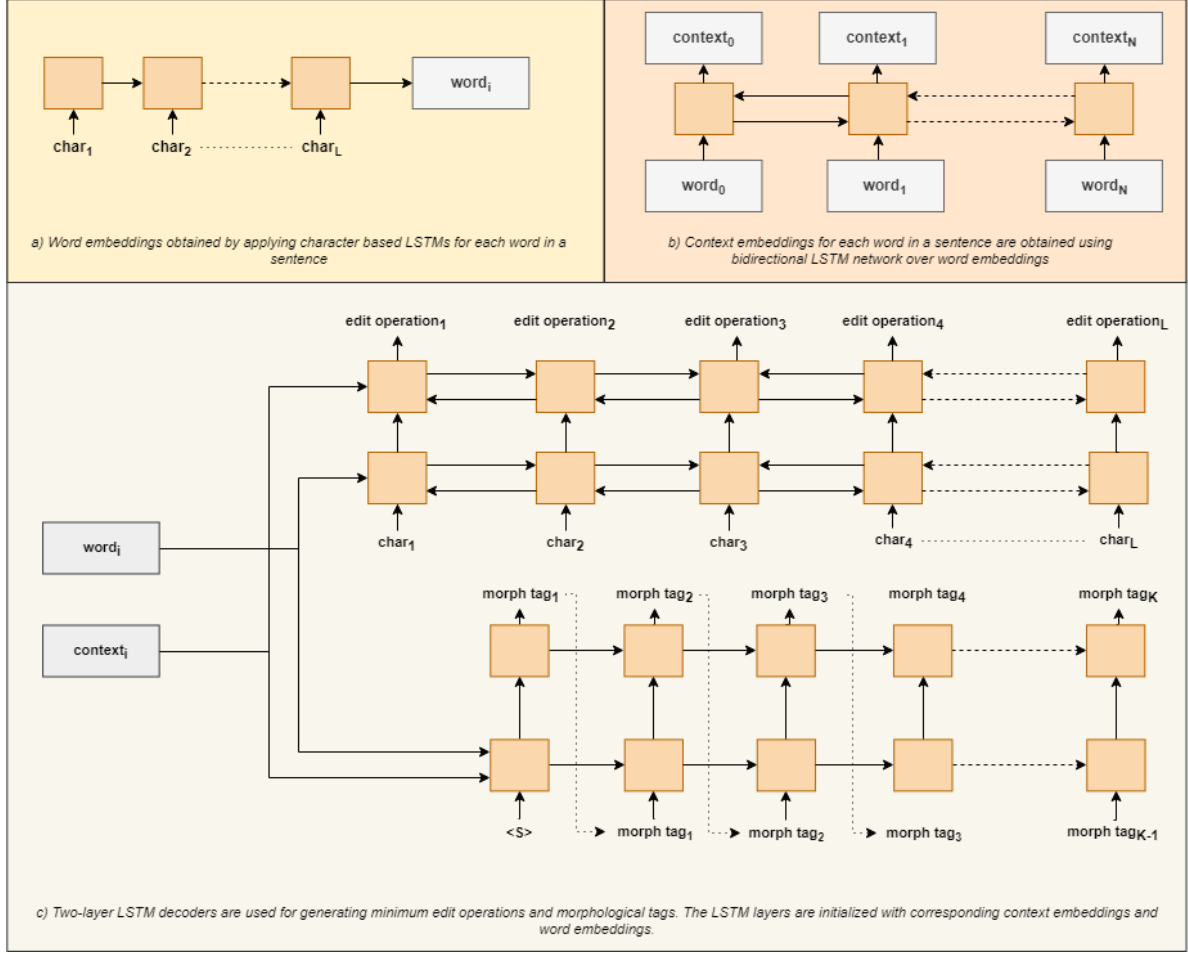 char1 char2 charL
wordi
a) Word embeddings obtained by applying character based LSTMs for each word in a
sentence
context0 context1 contextN
word0 word1 wordN
b) Context embeddings for each word in a sentence are obtained using
bidirectional LSTM network over word embeddings
edit operation1 edit operation2 edit operation3 edit operation4 edit operationL
char1 char2 char3 char4 charL
wordi
contexti
morph tag1 morph tag2 morph tag3 morph tag4 morph tagK
<S> morph tag1 morph tag2 morph tag3 morph tagK-1
c) Two-layer LSTM decoders are used for generating minimum edit operations and morphological tags. The LSTM layers are initialized with corresponding context embeddings and
word embeddings.